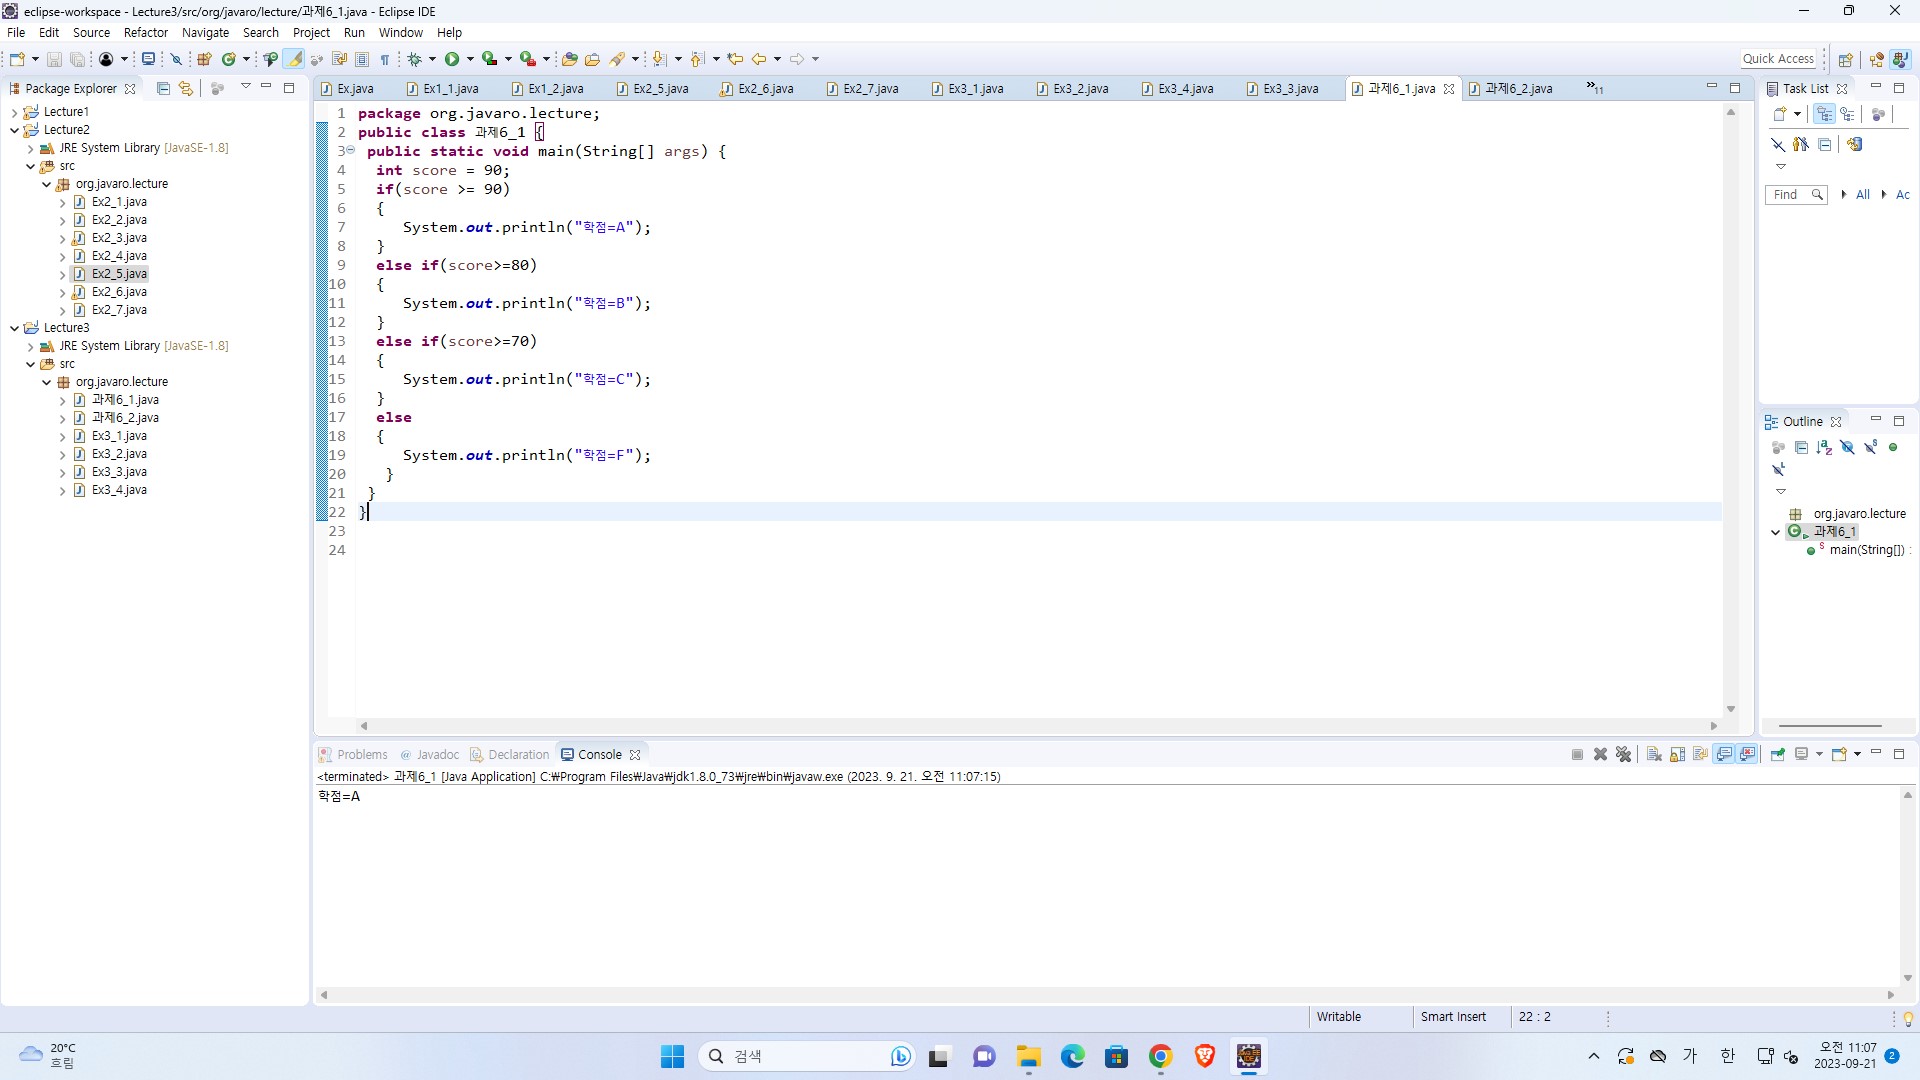 eclipse-workspace - Lecture3/src/org/javaro/lecture/과제6_1.java - Eclipse IDE
File Edit Source Refactor Navigate Search Project Run Window Help
Quick Access
Package Explorer
Lecture1
Lecture2
JRE System Library [JavaSE-1.8]
src
org.javaro.lecture
Ex2_1.java
Ex2_2.java
Ex2_3.java
Ex2_4.java
Ex2_5.java
Ex2_6.java
Ex2_7.java
Lecture3
JRE System Library [JavaSE-1.8]
src
org.javaro.lecture
과제6_1.java
과제6_2.java
Ex3_1.java
Ex3_2.java
Ex3_3.java
Ex3_4.java
Ex.java Ex1_1.java Ex1_2.java Ex2_5.java Ex2_6.java Ex2_7.java Ex3_1.java Ex3_2.java Ex3_4.java Ex3_3.java 과제6_1.java 과제6_2.java »11
1 package org.javaro.lecture;
2 public class 과제6_1 {
3 public static void main(String[] args) {
4 int score = 90;
5 if(score >= 90)
6 {
7 System.out.println("학점=A");
8 }
9 else if(score>=80)
10 {
11 System.out.println("학점=B");
12 }
13 else if(score>=70)
14 {
15 System.out.println("학점=C");
16 }
17 else
18 {
19 System.out.println("학점=F");
20 }
21 }
22 }
23
24
Task List
Find All Ac
Outline
org.javaro.lecture
과제6_1
main(String[]) :
Problems Javadoc Declaration Console
<terminated> 과제6_1 [Java Application] C:₩Program Files₩Java₩jdk1.8.0_73₩jre₩bin₩javaw.exe (2023. 9. 21. 오전 11:07:15)
학점=A
Writable Smart Insert 22 : 2
20°C
흐림
검색
가 한
오전 11:07
2023-09-21
2